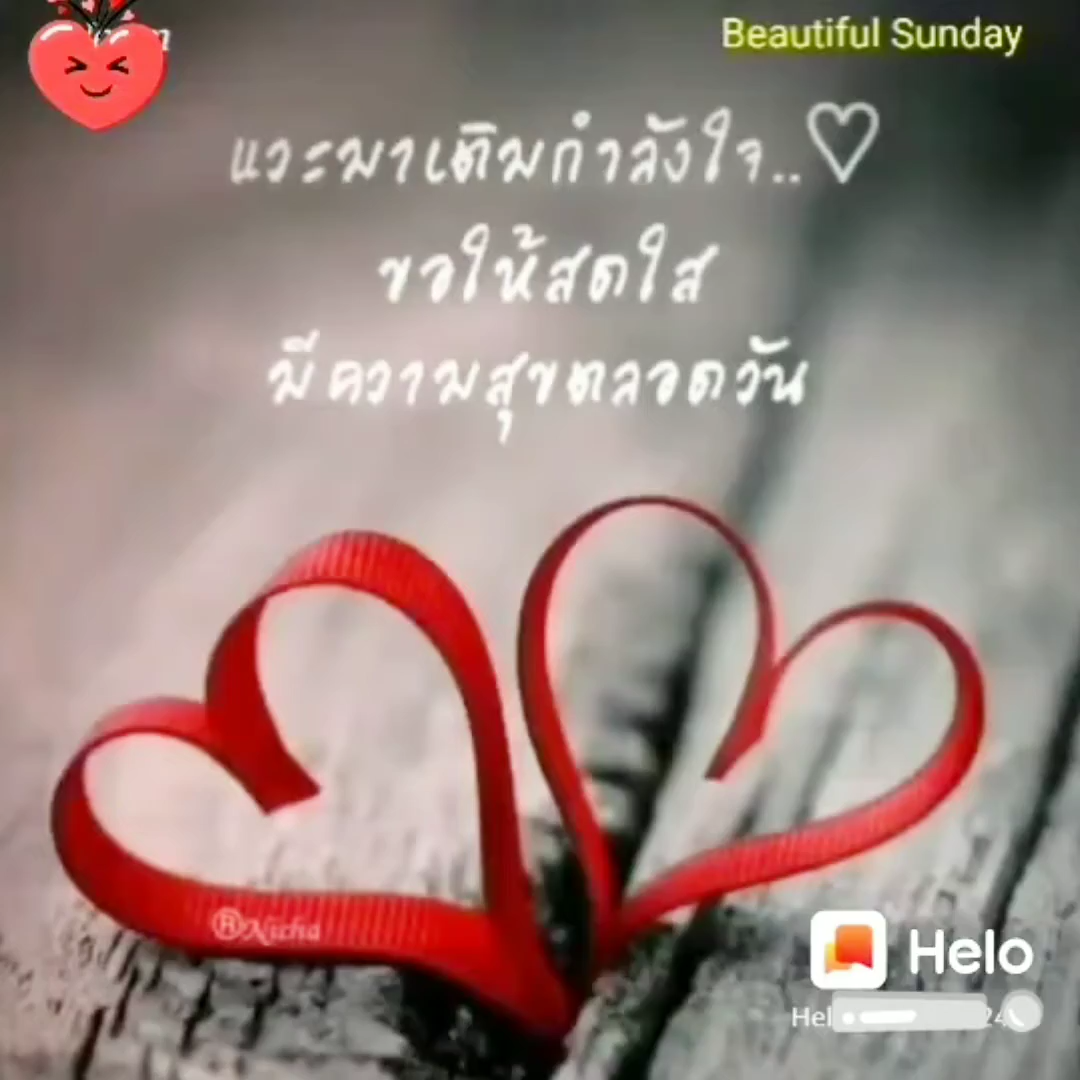 Beautiful Sunday
แวะมาเติมกำลังใจ..♡
ขอให้สดใส
มีความสุขตลอดวัน
®Nicha
Helo